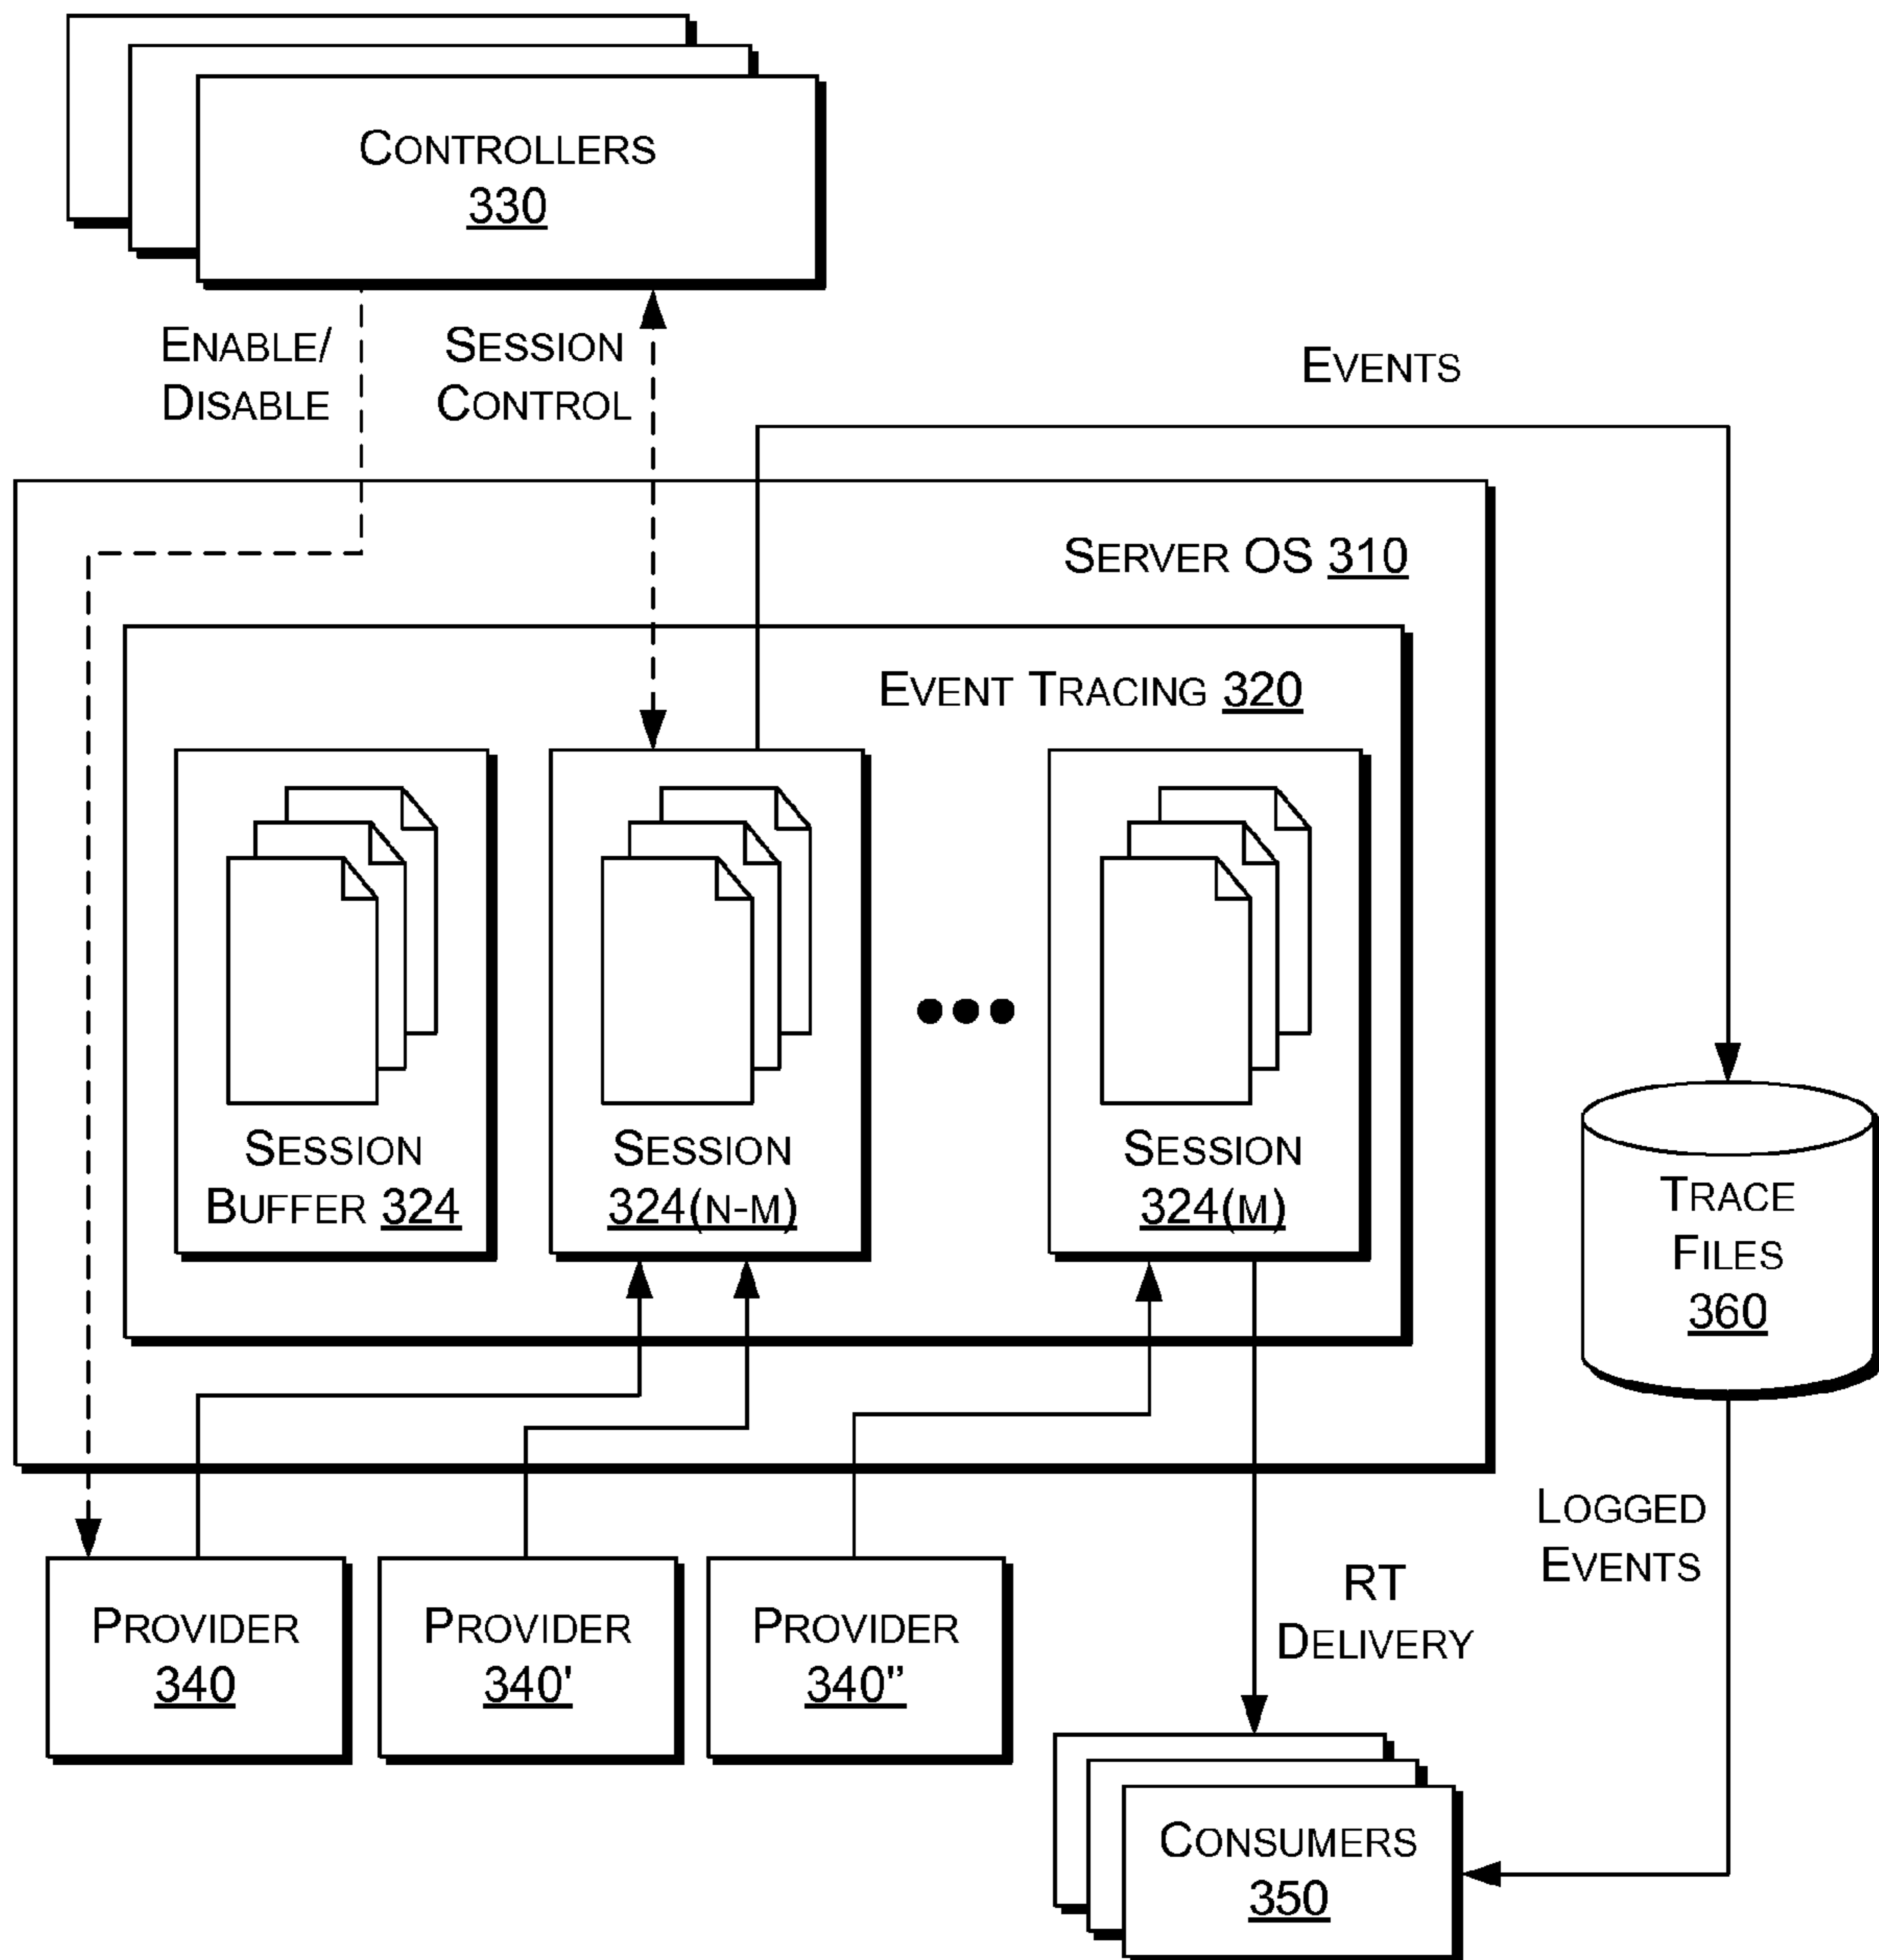 CONTROLLERS
330
ENABLE/
DISABLE
SESSION
CONTROL
EVENTS
SERVER OS 310
EVENT TRACING 320
SESSION
BUFFER 324
SESSION
324(N-M)
SESSION
324(M)
TRACE
FILES
360
LOGGED
EVENTS
RT
DELIVERY
PROVIDER
340
PROVIDER
340'
PROVIDER
340"
CONSUMERS
350